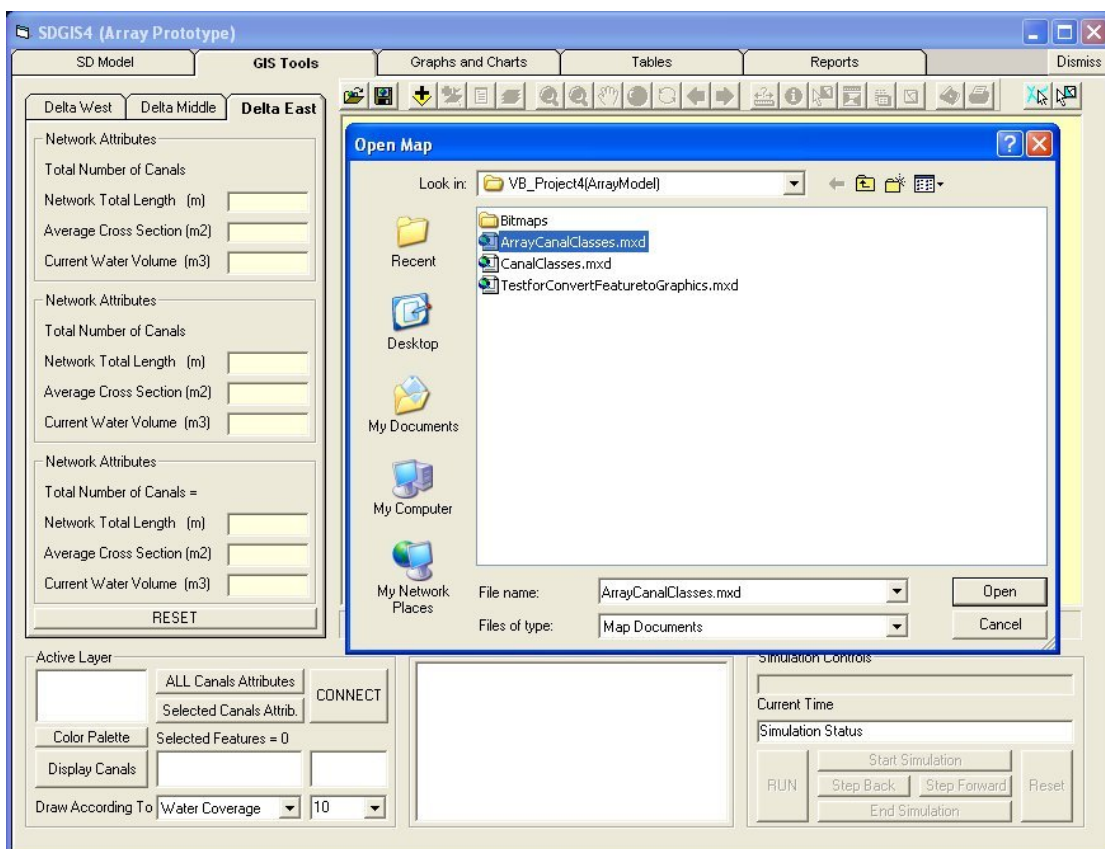 SDGIS4 (Array Prototype)
SD Model GIS Tools Graphs and Charts Tables Reports Dismiss
Delta West Delta Middle Delta East
Network Attributes
Total Number of Canals
Network Total Length (m)
Average Cross Section (m2)
Current Water Volume (m3)
Network Attributes
Total Number of Canals
Network Total Length (m)
Average Cross Section (m2)
Current Water Volume (m3)
Network Attributes
Total Number of Canals =
Network Total Length (m)
Average Cross Section (m2)
Current Water Volume (m3)
RESET
Open Map
Look in: VB_Project4(ArrayModel)
Recent
Desktop
My Documents
My Computer
My Network
Places
Bitmaps
ArrayCanalClasses.mxd
CanalClasses.mxd
TestforConvertFeaturetoGraphics.mxd
File name: ArrayCanalClasses.mxd Open
Files of type: Map Documents Cancel
Active Layer
ALL Canals Attributes
Selected Canals Attrib.
CONNECT
Color Palette Selected Features = 0
Display Canals
Draw According To Water Coverage 10
Simulation Controls
Current Time
Simulation Status
RUN
Start Simulation
Step Back Step Forward
End Simulation
Reset